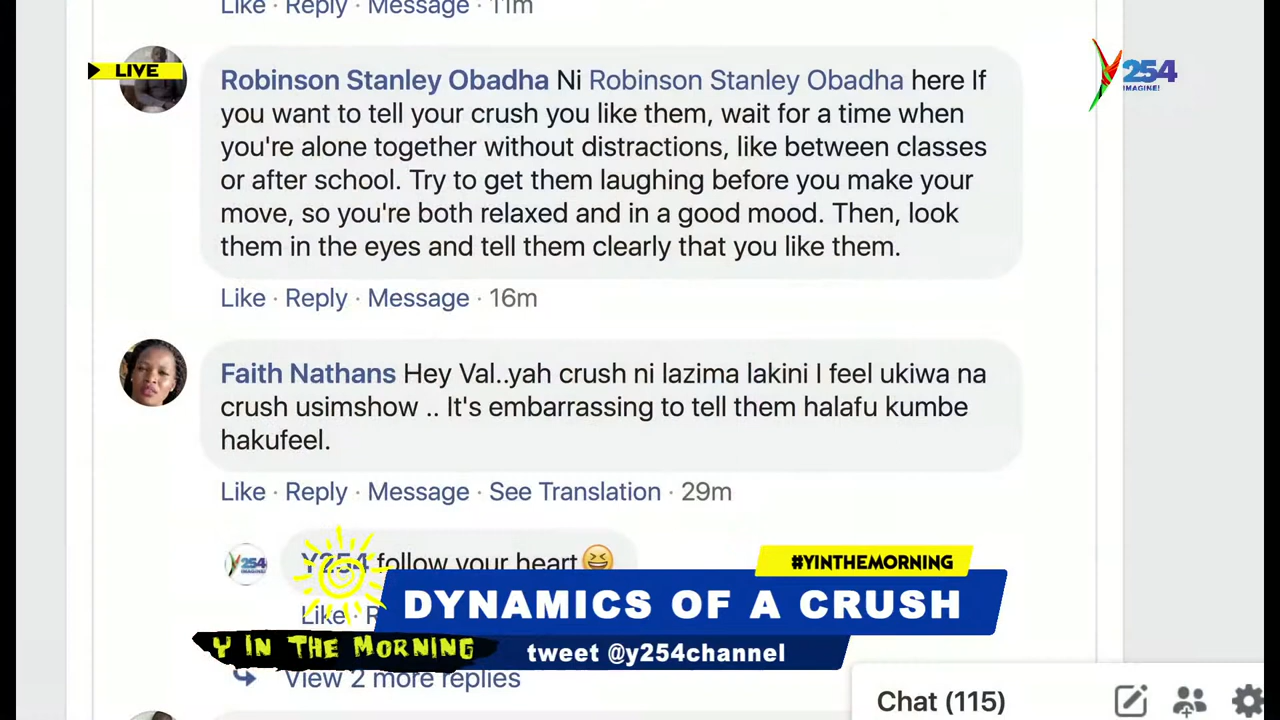 Like · Reply · Message · 11m
LIVE
Y254
IMAGINE!
Robinson Stanley Obadha Ni Robinson Stanley Obadha here If
you want to tell your crush you like them, wait for a time when
you're alone together without distractions, like between classes
or after school. Try to get them laughing before you make your
move, so you're both relaxed and in a good mood. Then, look
them in the eyes and tell them clearly that you like them.
Like · Reply · Message · 16m
Faith Nathans Hey Val..yah crush ni lazima lakini I feel ukiwa na
crush usimshow .. It's embarrassing to tell them halafu kumbe
hakufeel.
Like · Reply · Message · See Translation · 29m
Y254
Y254 follow your heart😆
#YINTHEMORNING
Like · R
DYNAMICS OF A CRUSH
Y IN THE MORNING
tweet @y254channel
View 2 more replies
Chat (115)